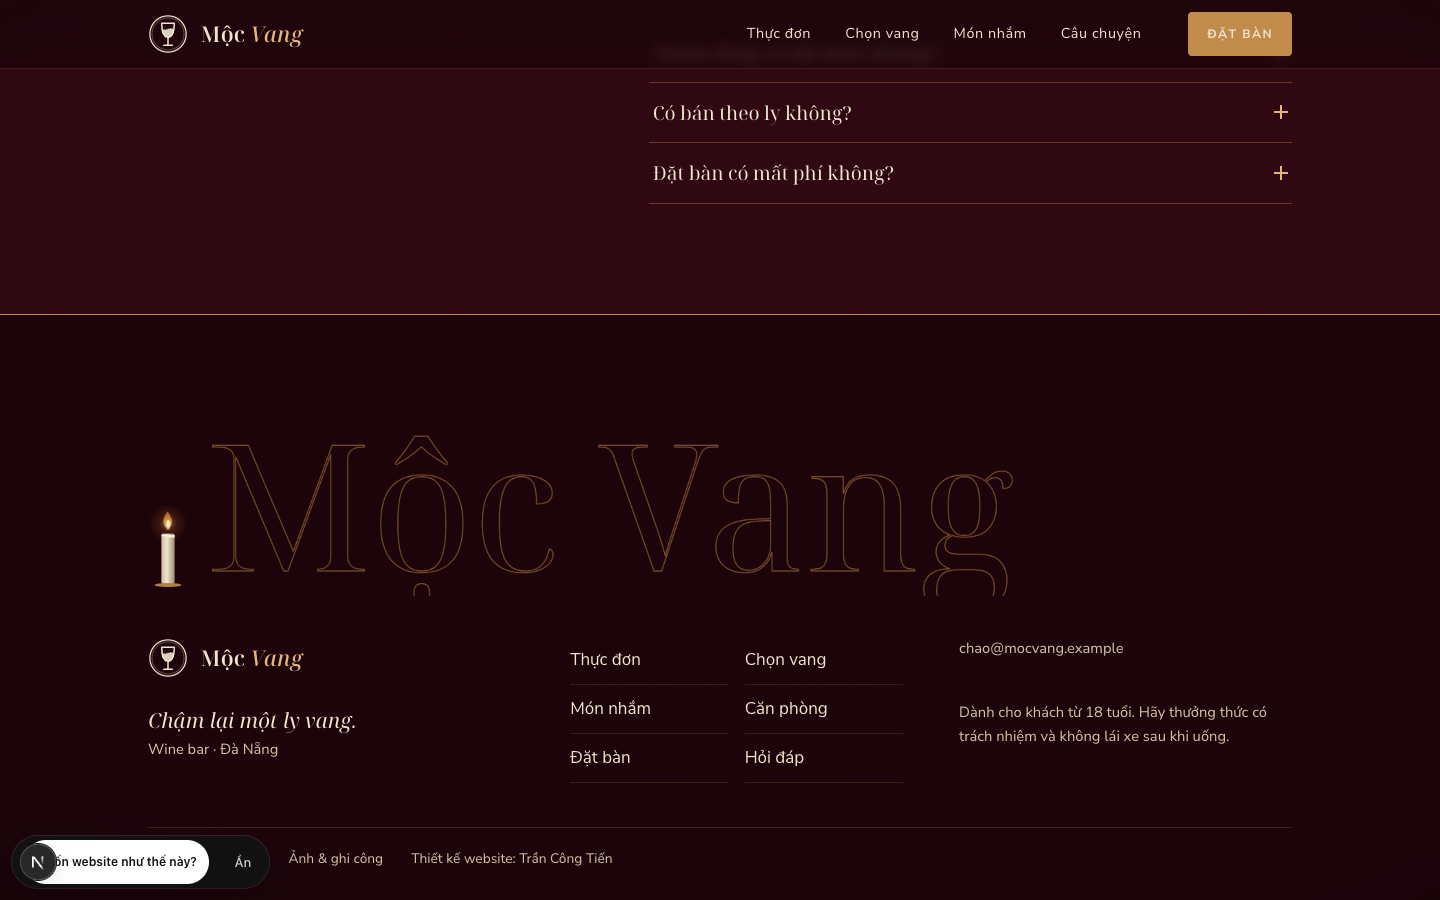 Mộc Vang
Thực đơn
Chọn vang
Món nhắm
Câu chuyện
ĐẶT BÀN
Có bán theo ly không?
Đặt bàn có mất phí không?
Mộc Vang
Mộc Vang
Chậm lại một ly vang.
Wine bar · Đà Nẵng
Thực đơn
Chọn vang
Món nhắm
Căn phòng
Đặt bàn
Hỏi đáp
chao@mocvang.example
Dành cho khách từ 18 tuổi. Hãy thưởng thức có
trách nhiệm và không lái xe sau khi uống.
website như thế này?
Ẩn
Ảnh & ghi công
Thiết kế website: Trần Công Tiến